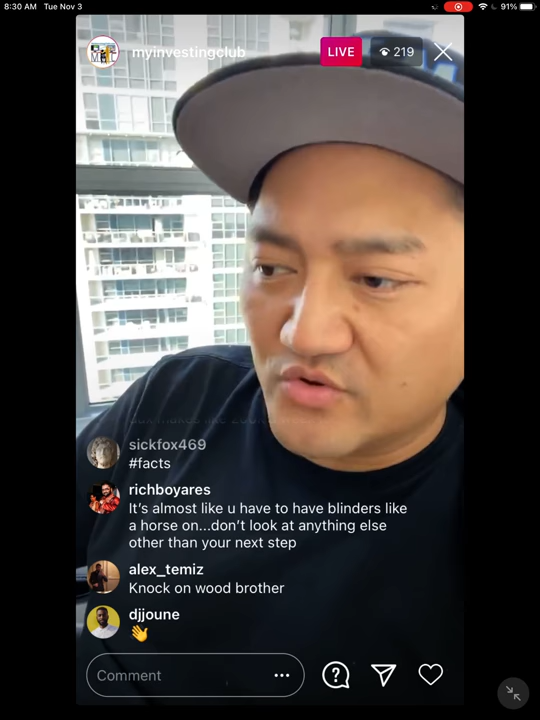 8:30 AM Tue Nov 3
91%
myinvestingclub
LIVE
219
sickfox469
#facts
richboyares
It's almost like u have to have blinders like
a horse on...don't look at anything else
other than your next step
alex_temiz
Knock on wood brother
djjoune
Comment